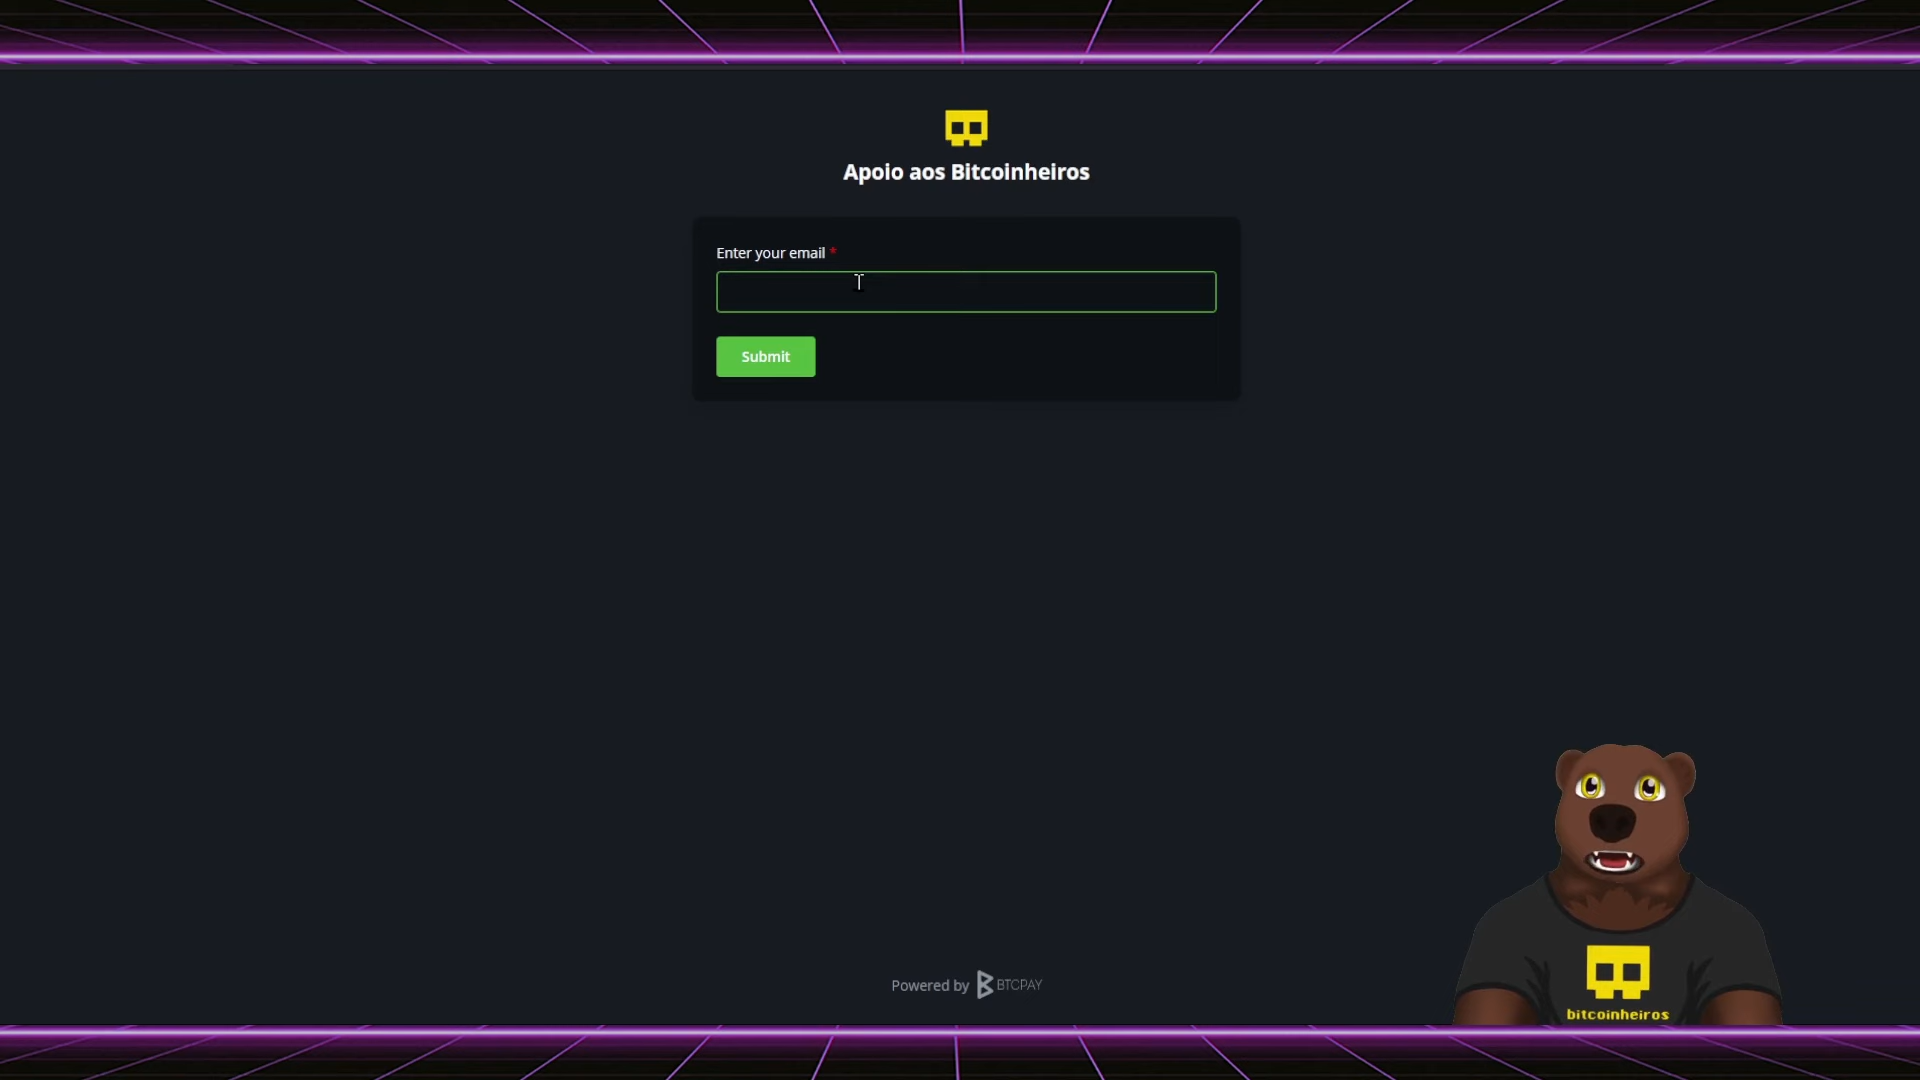 Apoio aos Bitcoinheiros
Enter your email *
Submit
Powered by BTCPAY
bitcoinheiros